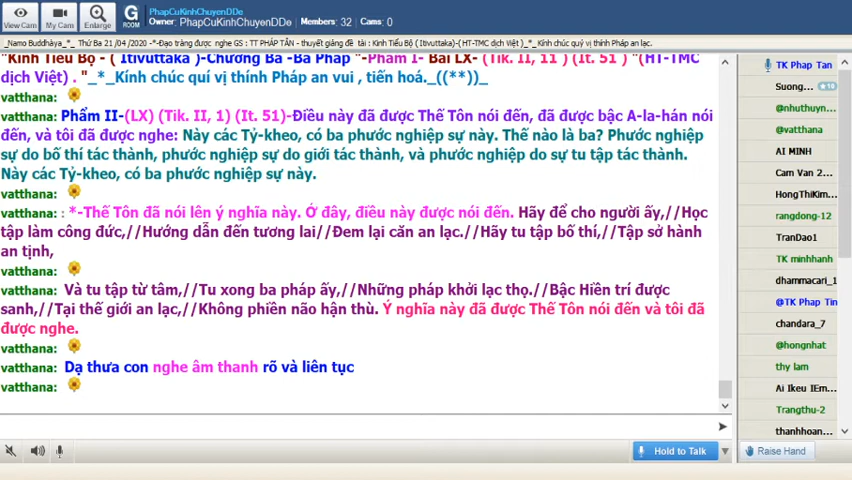 View Cam
My Cam
Enlarge
G
ROOM
PhapCuKinhChuyenDDe
Owner: PhapCuKinhChuyenDDe Members: 32 Cams: 0
_Namo Buddhàya_*_ Thứ Ba 21 /04 /2020 -*-Đạo tràng được nghe GS : TT PHÁP TẤN - thuyết giảng đề tài : Kinh Tiểu Bộ (Itivuttaka)-( HT-TMC dịch Việt )_*_ Kính chúc quý vị thính Pháp an lạc.
"Kinh Tiểu Bộ - ( Itivuttaka )-Chương Ba -Ba Pháp "-Phẩm I- Bài LX- (Tik. II, 11 ) ( It. 51 ) "(HT-TMC
dịch Việt) . "_*_Kính chúc quí vị thính Pháp an vui , tiến hoá._((**))_
vatthana:
vatthana: Phẩm II-(LX) (Tik. II, 1) (It. 51)-Điều này đã được Thế Tôn nói đến, đã được bậc A-la-hán nói
đến, và tôi đã được nghe: Này các Tỷ-kheo, có ba phước nghiệp sự này. Thế nào là ba? Phước nghiệp
sự do bố thí tác thành, phước nghiệp sự do giới tác thành, và phước nghiệp do sự tu tập tác thành.
Này các Tỷ-kheo, có ba phước nghiệp sự này.
vatthana:
vatthana: : *-Thế Tôn đã nói lên ý nghĩa này. Ở đây, điều này được nói đến. Hãy để cho người ấy,//Học
tập làm công đức,//Hướng dẫn đến tương lai//Đem lại căn an lạc.//Hãy tu tập bố thí,//Tập sở hành
an tịnh,
vatthana:
vatthana: Và tu tập từ tâm,//Tu xong ba pháp ấy,//Những pháp khởi lạc thọ.//Bậc Hiền trí được
sanh,//Tại thế giới an lạc,//Không phiền não hận thù. Ý nghĩa này đã được Thế Tôn nói đến và tôi đã
được nghe.
vatthana:
vatthana: Dạ thưa con nghe âm thanh rõ và liên tục
vatthana:
TK Phap Tan
Suong... ★10
@nhuthuyn...
@vatthana
AI MINH
Cam Van 2...
HongThiKim...
rangdong-12
TranDao1
TK minhhanh
dhammacari_1
@TK Phap Tin
chandara_7
@hongnhat
thy lam
Ai Ikeu IEm...
Trangthu-2
thanhhoan...
Hold to Talk
Raise Hand